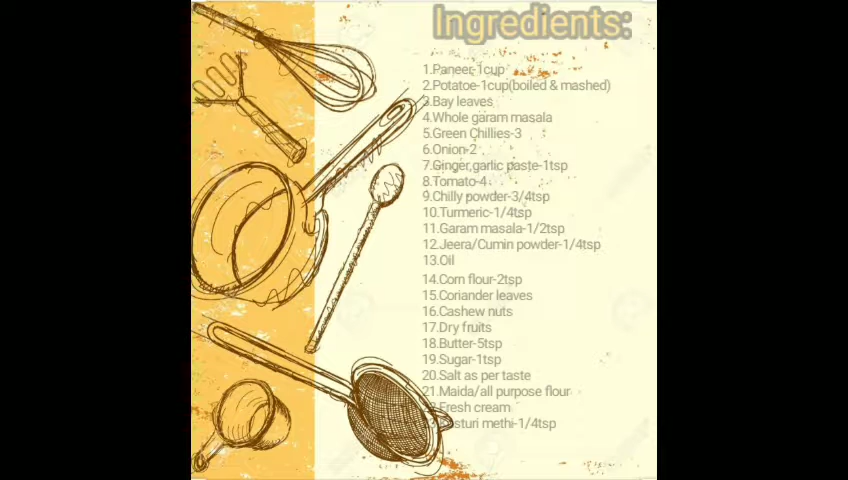 Ingredients:
1.Paneer-1cup
2.Potatoe-1cup(boiled & mashed)
3.Bay leaves
4.Whole garam masala
5.Green Chillies-3
6.Onion-2
7.Ginger,garlic paste-1tsp
8.Tomato-4
9.Chilly powder-3/4tsp
10.Turmeric-1/4tsp
11.Garam masala-1/2tsp
12.Jeera/Cumin powder-1/4tsp
13.Oil
14.Corn flour-2tsp
15.Coriander leaves
16.Cashew nuts
17.Dry fruits
18.Butter-5tsp
19.Sugar-1tsp
20.Salt as per taste
21.Maida/all purpose flour
22.Fresh cream
23.Kasturi methi-1/4tsp